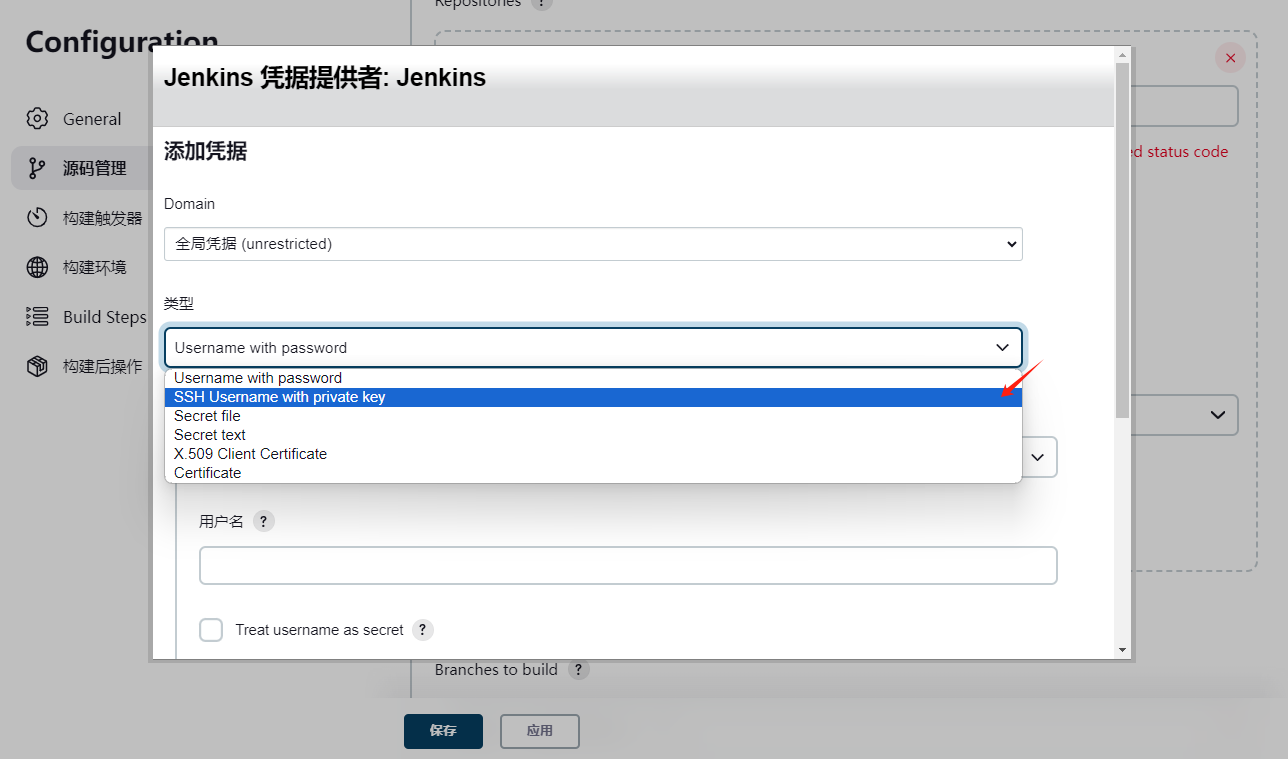 Repositories ?
Configuration
General
源码管理
构建触发器
构建环境
Build Steps
构建后操作
Jenkins 凭据提供者: Jenkins
添加凭据
Domain
全局凭据 (unrestricted)
类型
Username with password
Username with password
SSH Username with private key
Secret file
Secret text
X.509 Client Certificate
Certificate
用户名 ?
Treat username as secret ?
status code
Branches to build ?
保存
应用